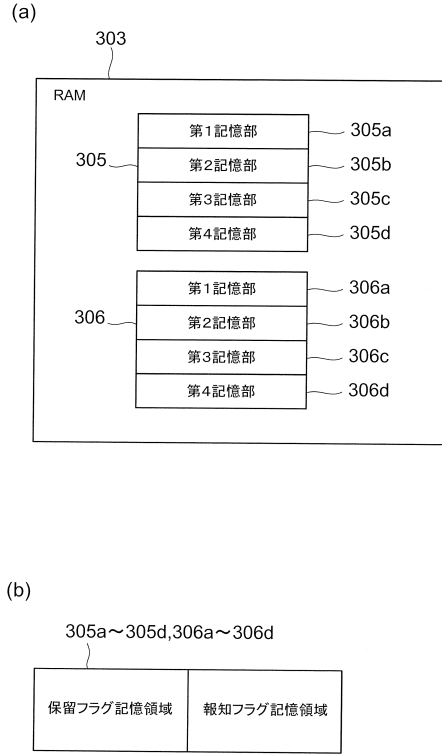 (a)
303
RAM
305
第1記憶部 305a
第2記憶部 305b
第3記憶部 305c
第4記憶部 305d
306
第1記憶部 306a
第2記憶部 306b
第3記憶部 306c
第4記憶部 306d
(b)
305a～305d,306a～306d
保留フラグ記憶領域 報知フラグ記憶領域